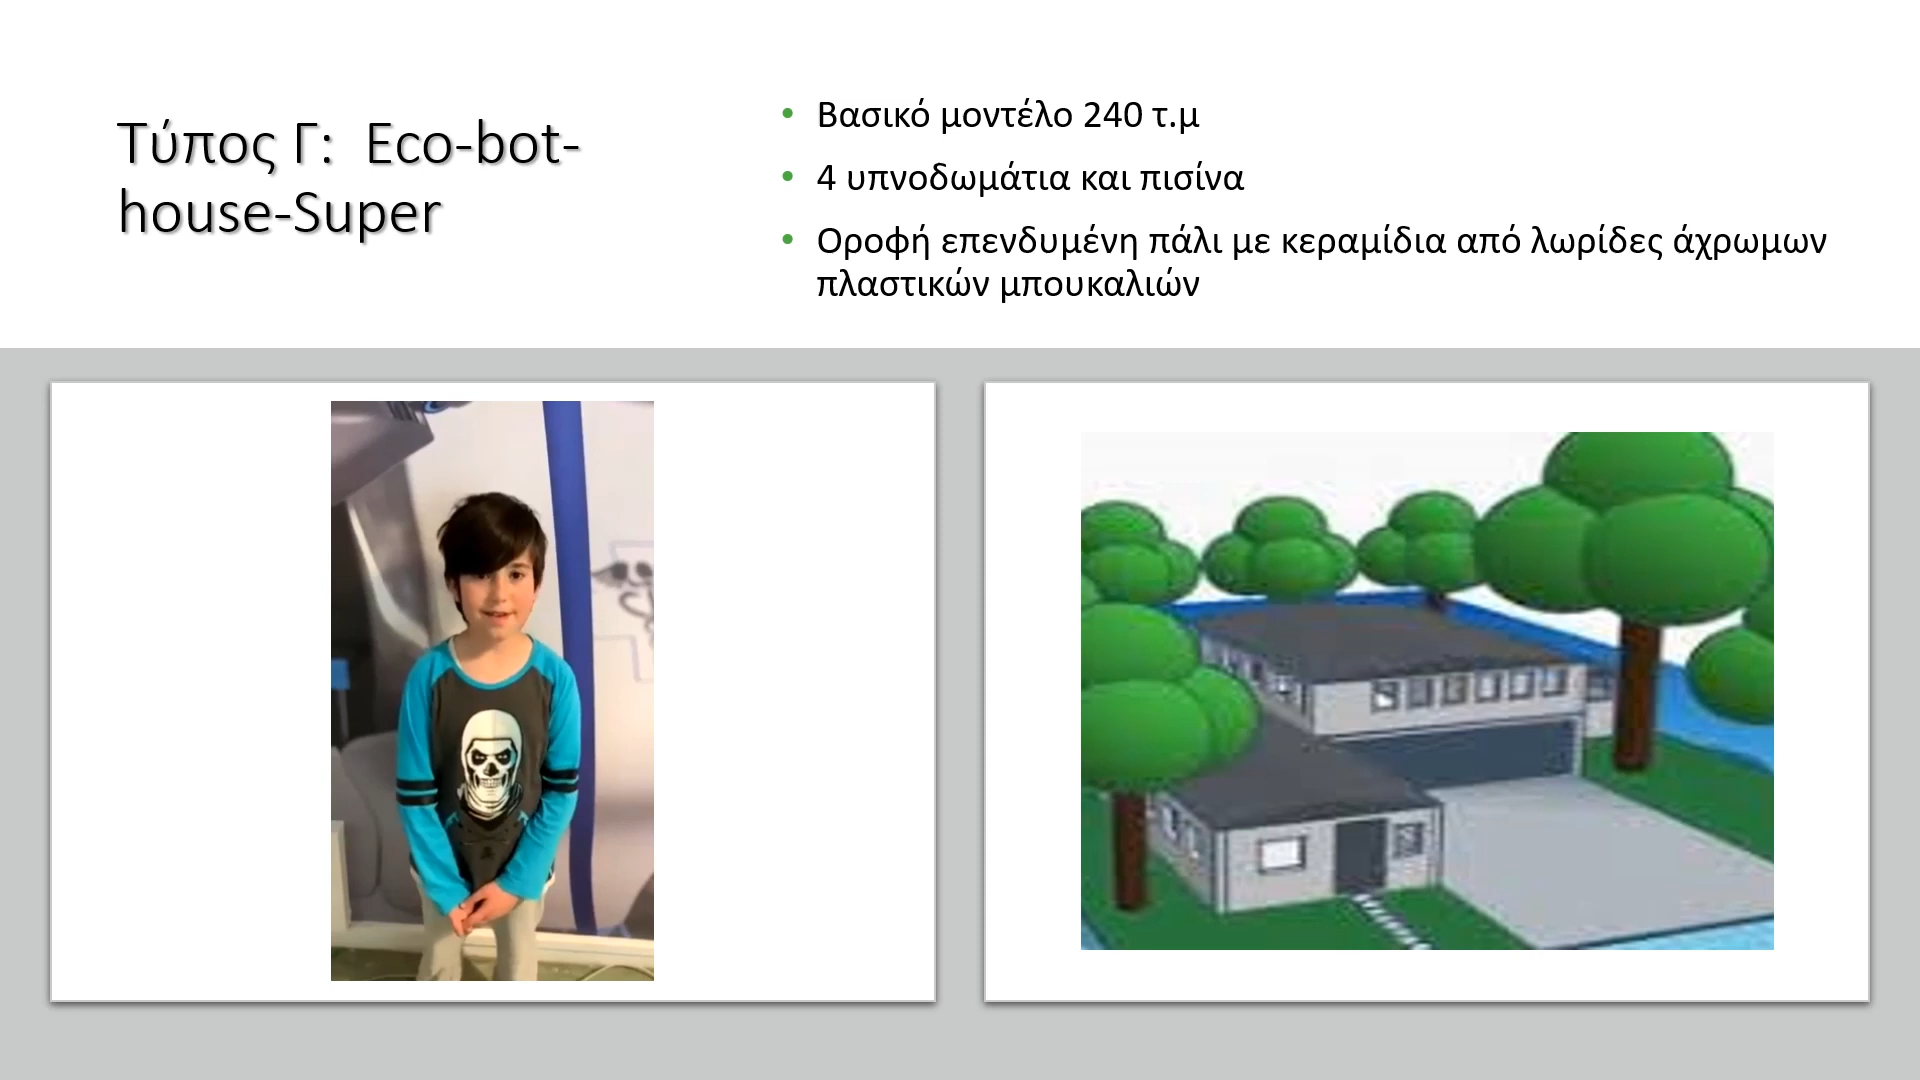 Τύπος Γ:  Eco-bot-
house-Super
• Βασικό μοντέλο 240 τ.μ
• 4 υπνοδωμάτια και πισίνα
• Οροφή επενδυμένη πάλι με κεραμίδια από λωρίδες άχρωμων
πλαστικών μπουκαλιών